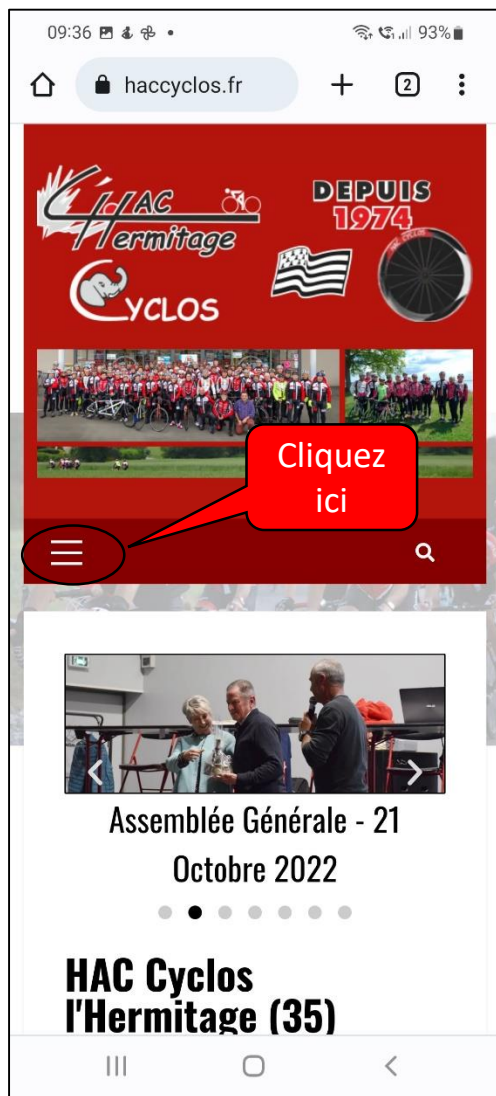 09:36
93%
haccyclos.fr
2
HAC
Hermitage
CYCLOS
DEPUIS
1974
Cliquez
ici
Assemblée Générale - 21
Octobre 2022
HAC Cyclos
l'Hermitage (35)